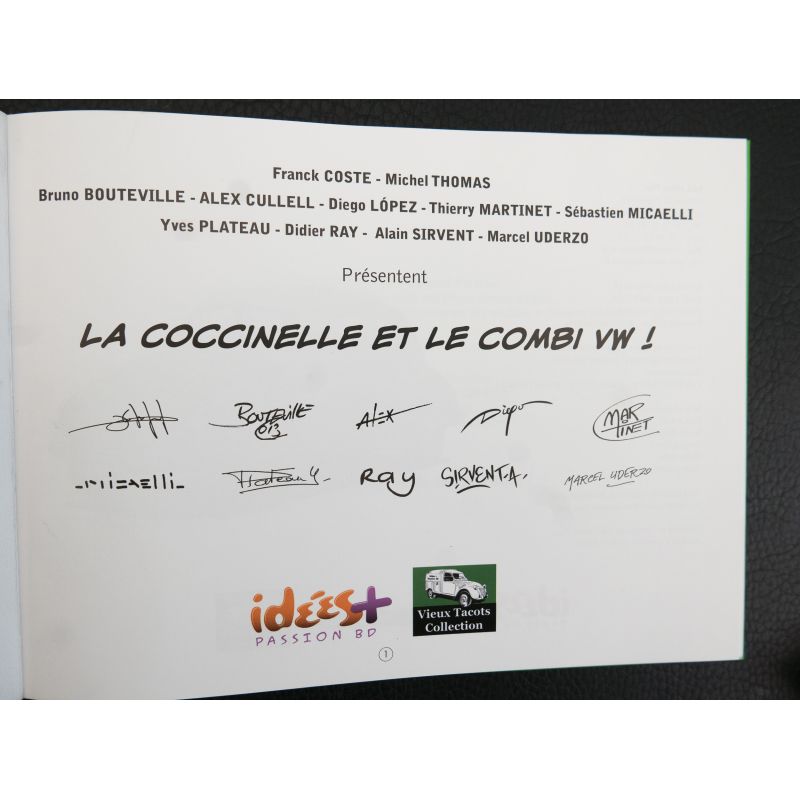 Franck COSTE - Michel THOMAS
Bruno BOUTEVILLE - ALEX CULLELL - Diego LÓPEZ - Thierry MARTINET - Sébastien MICAELLI
Yves PLATEAU - Didier RAY - Alain SIRVENT - Marcel UDERZO
Présentent
LA COCCINELLE ET LE COMBI VW !
BOUTEVILLE Alex Diego MARTINET
micaelli Plateau Y. Ray SIRVENT.A. MARCEL UDERZO
idées+
PASSION BD
Vieux Tacots
Collection
1